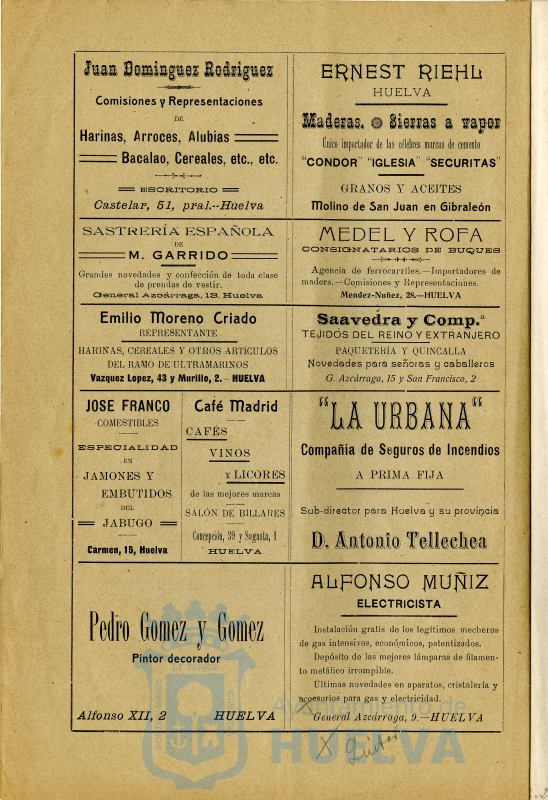 Juan Dominguez Rodriguez
Comisiones y Representaciones
DE
Harinas, Arroces, Alubias
Bacalao, Cereales, etc., etc.
ESCRITORIO
Castelar, 51, pral.--Huelva
SASTRERÍA ESPAÑOLA
DE
M. GARRIDO
Grandes novedades y confección de toda clase
de prendas de vestir.
General Azcárraga, 13. Huelva
Emilio Moreno Criado
REPRESENTANTE
HARINAS, CEREALES Y OTROS ARTÍCULOS
DEL RAMO DE ULTRAMARINOS
Vazquez Lopez, 43 y Murillo, 2.- HUELVA
JOSE FRANCO
COMESTIBLES
ESPECIALIDAD
EN
JAMONES Y
EMBUTIDOS
DEL
JABUGO
Carmen, 15, Huelva
Café Madrid
CAFÉS
VINOS
Y LICORES
de las mejores marcas
SALÓN DE BILLARES
Concepción, 39 y Sagasta, 1
HUELVA
Pedro Gomez y Gomez
Pintor decorador
Alfonso XII, 2 HUELVA
ERNEST RIEHL
HUELVA
Maderas. Sierras a vapor
Único importador de las célebres marcas de cemento
"CONDOR" "IGLESIA" "SECURITAS"
GRANOS Y ACEITES
Molino de San Juan en Gibraleón
MEDEL Y ROFA
CONSIGNATARIOS DE BUQUES
Agencia de ferrocarriles.—Importadores de
madera.—Comisiones y Representaciones.
Mendez-Nuñez, 28.—HUELVA
Saavedra y Comp.ª
TEJIDOS DEL REINO Y EXTRANJERO
PAQUETERÍA Y QUINCALLA
Novedades para señoras y caballeros
G. Azcárraga, 15 y San Francisco, 2
"LA URBANA"
Compañia de Seguros de Incendios
A PRIMA FIJA
Sub-director para Huelva y su provincia
D. Antonio Tellechea
ALFONSO MUÑIZ
ELECTRICISTA
Instalación gratis de los legítimos mecheros
de gas intensivos, económicos, patentizados.
Depósito de las mejores lámparas de filamen-
to metálico irrompible.
Ultimas novedades en aparatos, cristalería y
accesorios para gas y electricidad.
General Azcárraga, 9.—HUELVA
Ayuntamiento de
HUELVA